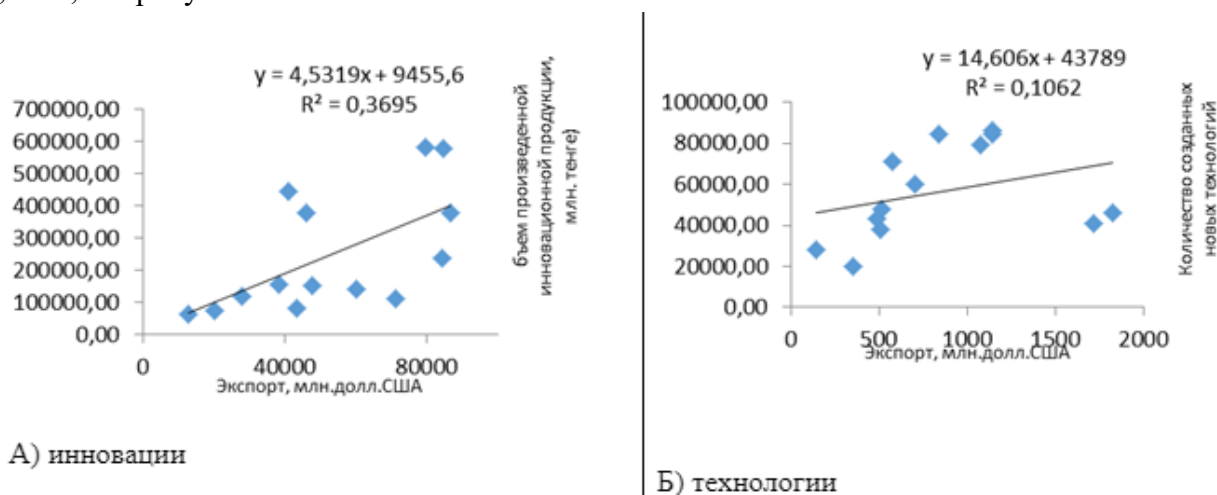 y = 4,5319x + 9455,6
R² = 0,3695
700000,00
600000,00
500000,00
400000,00
300000,00
200000,00
100000,00
0,00
0
40000
80000
Экспорт, млн.долл.США
бъем произведенной
инновационной продукции,
млн. тенге)
А) инновации
y = 14,606x + 43789
R² = 0,1062
100000,00
80000,00
60000,00
40000,00
20000,00
0,00
0
500
1000
1500
2000
Экспорт, млн.долл.США
Количество созданных
новых технологий
Б) технологии